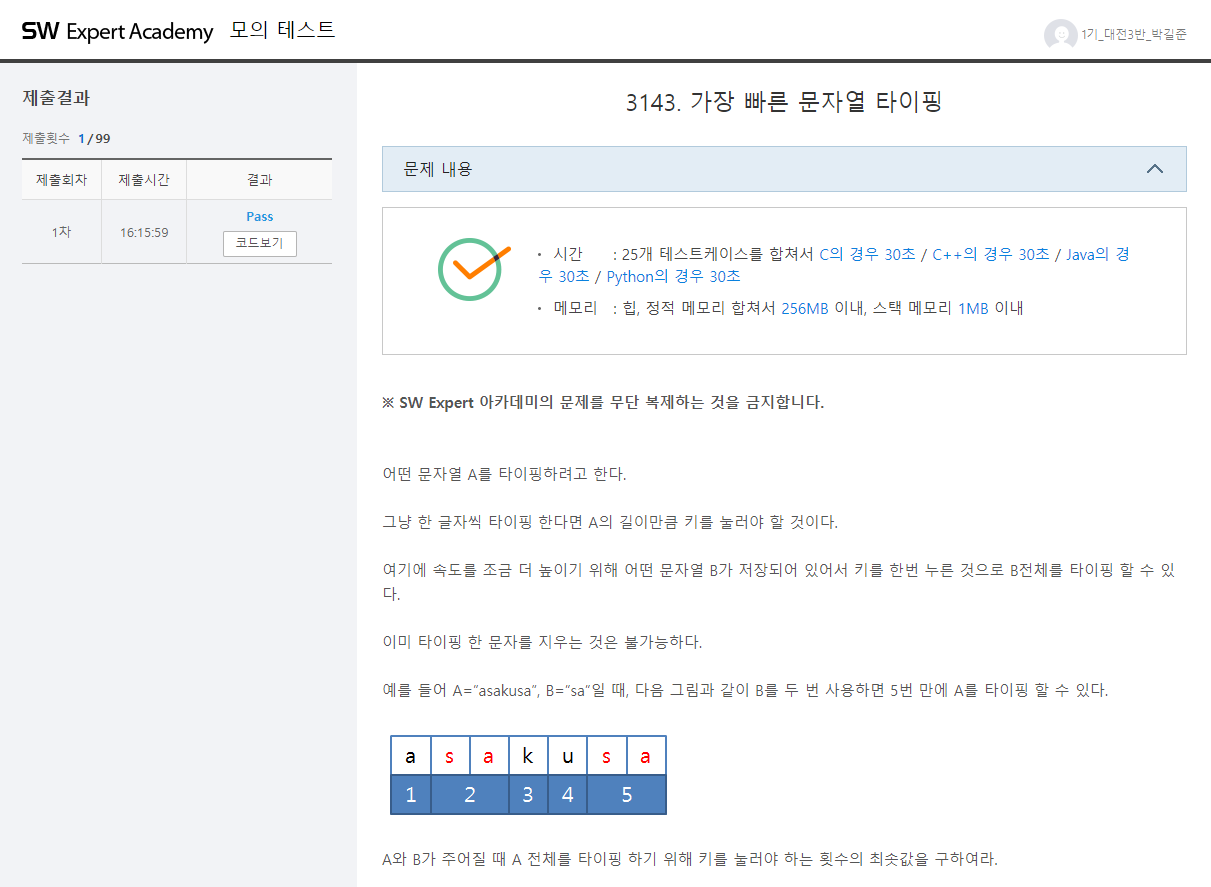 SW Expert Academy 모의 테스트
1기_대전3반_박길준
제출결과
제출횟수 1 / 99
제출회차 제출시간 결과
1차 16:15:59 Pass
코드보기
3143. 가장 빠른 문자열 타이핑
문제 내용
• 시간 : 25개 테스트케이스를 합쳐서 C의 경우 30초 / C++의 경우 30초 / Java의 경
우 30초 / Python의 경우 30초
• 메모리 : 힙, 정적 메모리 합쳐서 256MB 이내, 스택 메모리 1MB 이내
※ SW Expert 아카데미의 문제를 무단 복제하는 것을 금지합니다.
어떤 문자열 A를 타이핑하려고 한다.
그냥 한 글자씩 타이핑 한다면 A의 길이만큼 키를 눌러야 할 것이다.
여기에 속도를 조금 더 높이기 위해 어떤 문자열 B가 저장되어 있어서 키를 한번 누른 것으로 B전체를 타이핑 할 수 있
다.
이미 타이핑 한 문자를 지우는 것은 불가능하다.
예를 들어 A=“asakusa”, B=“sa”일 때, 다음 그림과 같이 B를 두 번 사용하면 5번 만에 A를 타이핑 할 수 있다.
a s a k u s a
1 2 3 4 5
A와 B가 주어질 때 A 전체를 타이핑 하기 위해 키를 눌러야 하는 횟수의 최솟값을 구하여라.